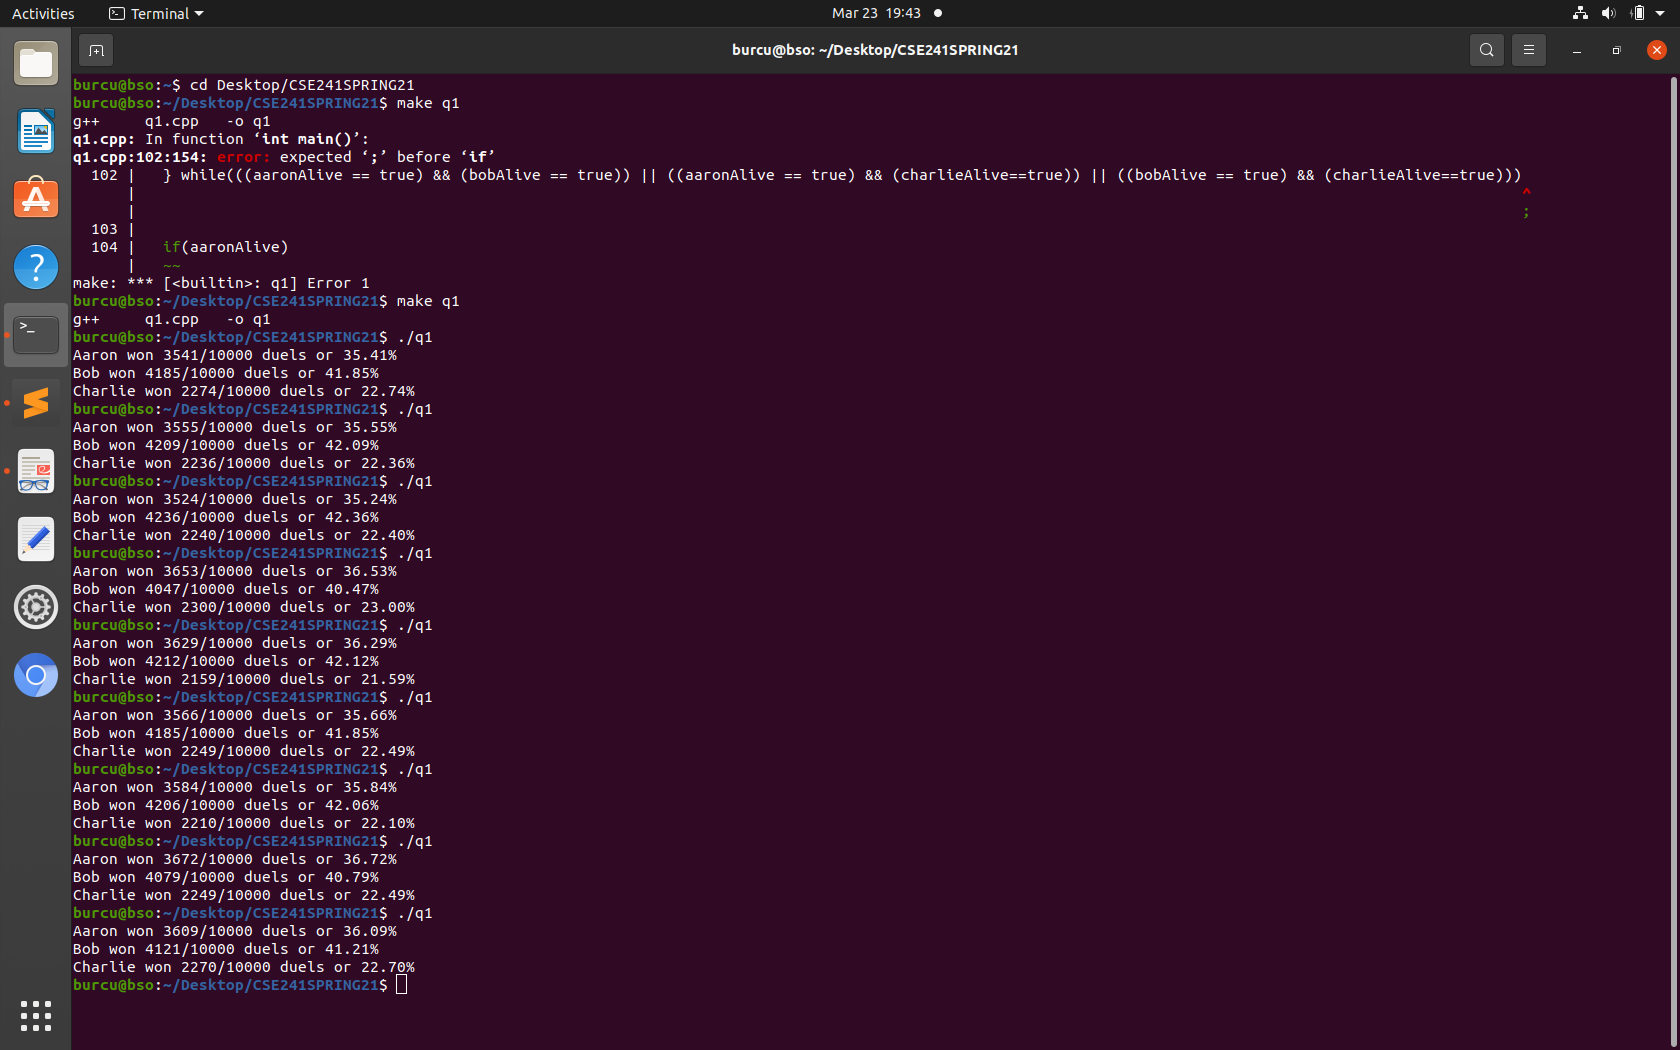 Activities Terminal Mar 23 19:43
burcu@bso: ~/Desktop/CSE241SPRING21
burcu@bso:~$ cd Desktop/CSE241SPRING21
burcu@bso:~/Desktop/CSE241SPRING21$ make q1
g++     q1.cpp   -o q1
q1.cpp: In function ‘int main()’:
q1.cpp:102:154: error: expected ‘;’ before ‘if’
  102 |   } while(((aaronAlive == true) && (bobAlive == true)) || ((aaronAlive == true) && (charlieAlive==true)) || ((bobAlive == true) && (charlieAlive==true)))
      |                                                                                                                                                          ^
      |                                                                                                                                                          ;
  103 |
  104 |   if(aaronAlive)
      |   ~~
make: *** [<builtin>: q1] Error 1
burcu@bso:~/Desktop/CSE241SPRING21$ make q1
g++     q1.cpp   -o q1
burcu@bso:~/Desktop/CSE241SPRING21$ ./q1
Aaron won 3541/10000 duels or 35.41%
Bob won 4185/10000 duels or 41.85%
Charlie won 2274/10000 duels or 22.74%
burcu@bso:~/Desktop/CSE241SPRING21$ ./q1
Aaron won 3555/10000 duels or 35.55%
Bob won 4209/10000 duels or 42.09%
Charlie won 2236/10000 duels or 22.36%
burcu@bso:~/Desktop/CSE241SPRING21$ ./q1
Aaron won 3524/10000 duels or 35.24%
Bob won 4236/10000 duels or 42.36%
Charlie won 2240/10000 duels or 22.40%
burcu@bso:~/Desktop/CSE241SPRING21$ ./q1
Aaron won 3653/10000 duels or 36.53%
Bob won 4047/10000 duels or 40.47%
Charlie won 2300/10000 duels or 23.00%
burcu@bso:~/Desktop/CSE241SPRING21$ ./q1
Aaron won 3629/10000 duels or 36.29%
Bob won 4212/10000 duels or 42.12%
Charlie won 2159/10000 duels or 21.59%
burcu@bso:~/Desktop/CSE241SPRING21$ ./q1
Aaron won 3566/10000 duels or 35.66%
Bob won 4185/10000 duels or 41.85%
Charlie won 2249/10000 duels or 22.49%
burcu@bso:~/Desktop/CSE241SPRING21$ ./q1
Aaron won 3584/10000 duels or 35.84%
Bob won 4206/10000 duels or 42.06%
Charlie won 2210/10000 duels or 22.10%
burcu@bso:~/Desktop/CSE241SPRING21$ ./q1
Aaron won 3672/10000 duels or 36.72%
Bob won 4079/10000 duels or 40.79%
Charlie won 2249/10000 duels or 22.49%
burcu@bso:~/Desktop/CSE241SPRING21$ ./q1
Aaron won 3609/10000 duels or 36.09%
Bob won 4121/10000 duels or 41.21%
Charlie won 2270/10000 duels or 22.70%
burcu@bso:~/Desktop/CSE241SPRING21$